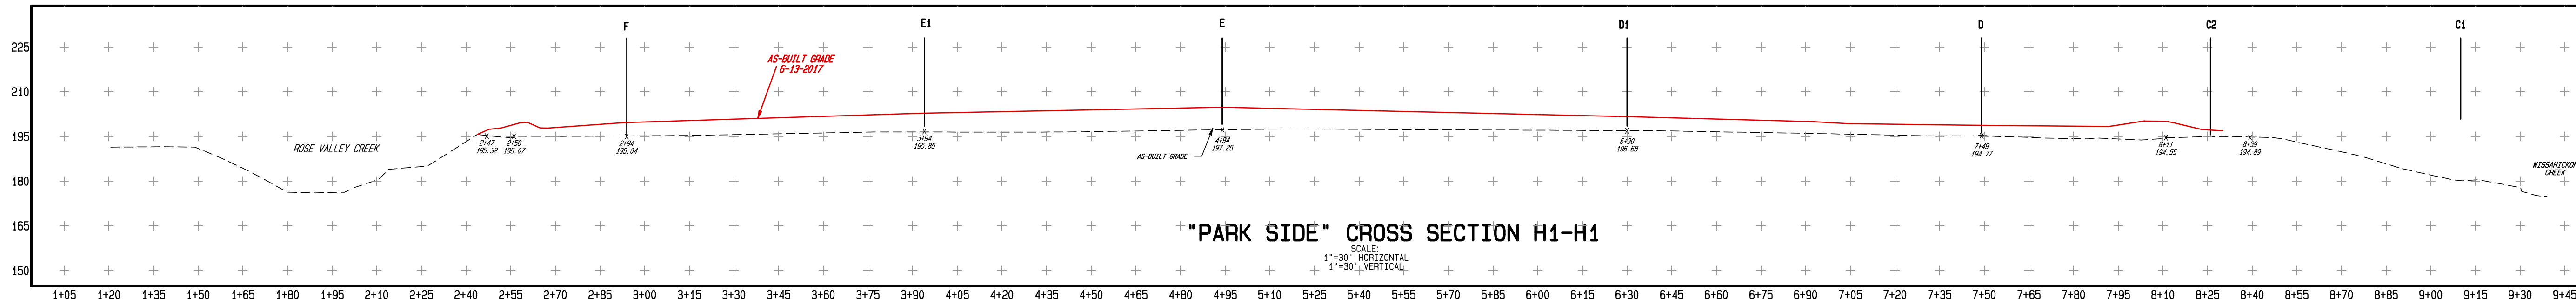 F
E1
E
D1
D
C2
C1
225
210
195
180
165
150
AS-BUILT GRADE
6-13-2017
ROSE VALLEY CREEK
2+47
195.32
2+56
195.07
2+94
195.04
3+94
195.85
AS-BUILT GRADE
4+94
197.25
6+30
196.68
7+49
194.77
8+11
194.55
8+39
194.89
WISSAHICKON
CREEK
"PARK SIDE" CROSS SECTION H1-H1
SCALE:
1"=30' HORIZONTAL
1"=30' VERTICAL
1+05 1+20 1+35 1+50 1+65 1+80 1+95 2+10 2+25 2+40 2+55 2+70 2+85 3+00 3+15 3+30 3+45 3+60 3+75 3+90 4+05 4+20 4+35 4+65 4+80 4+95 5+10 5+25 5+40 5+55 5+70 5+85 6+00 6+15 6+30 6+45 6+60 6+75 6+90 7+05 7+20 7+35 7+50 7+65 7+80 7+95 8+10 8+25 8+40 8+55 8+70 8+85 9+00 9+15 9+30 9+45